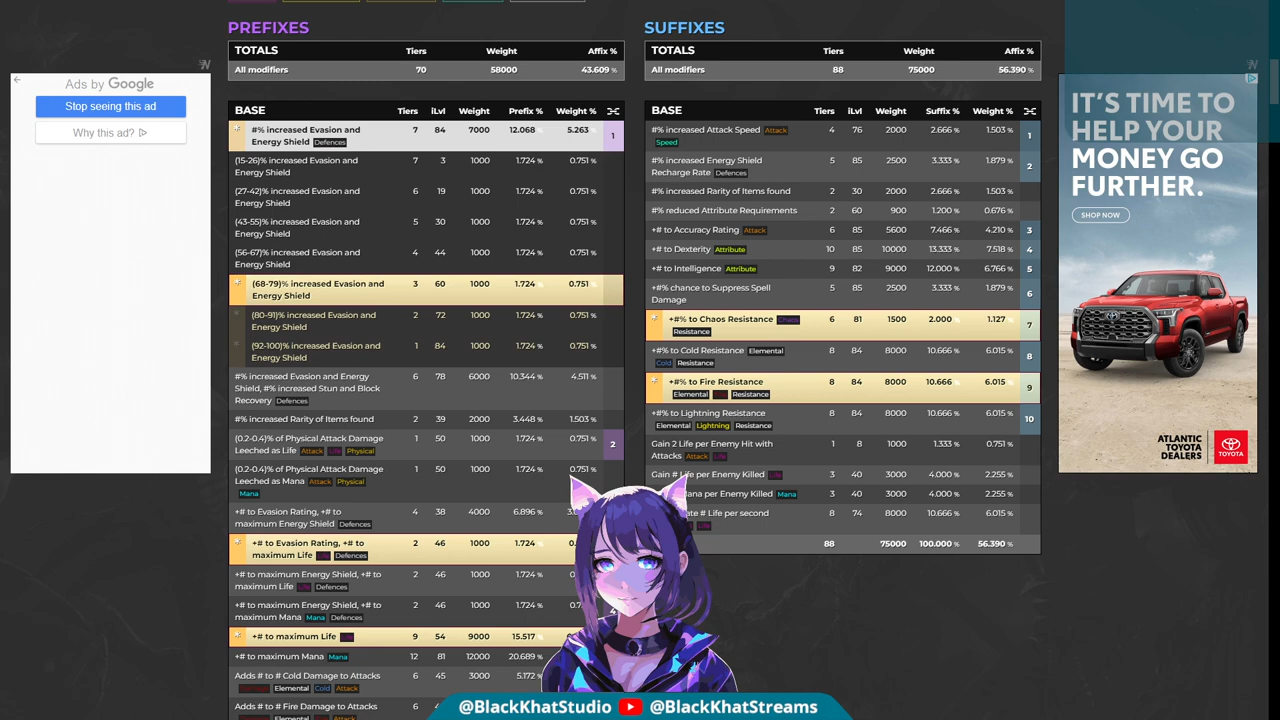 PREFIXES
TOTALS Tiers Weight Affix %
All modifiers 70 58000 43.609 %
BASE Tiers iLvl Weight Prefix % Weight %
#% increased Evasion and 7 84 7000 12.068 % 5.263 % 1
Energy Shield Defences
(15-26)% increased Evasion and 7 3 1000 1.724 % 0.751 %
Energy Shield
(27-42)% increased Evasion and 6 19 1000 1.724 % 0.751 %
Energy Shield
(43-55)% increased Evasion and 5 30 1000 1.724 % 0.751 %
Energy Shield
(56-67)% increased Evasion and 4 44 1000 1.724 % 0.751 %
Energy Shield
(68-79)% increased Evasion and 3 60 1000 1.724 % 0.751 %
Energy Shield
(80-91)% increased Evasion and 2 72 1000 1.724 % 0.751 %
Energy Shield
(92-100)% increased Evasion and 1 84 1000 1.724 % 0.751 %
Energy Shield
#% increased Evasion and Energy 6 78 6000 10.344 % 4.511 %
Shield, #% increased Stun and Block
Recovery Defences
#% increased Rarity of Items found 2 39 2000 3.448 % 1.503 %
(0.2-0.4)% of Physical Attack Damage 1 50 1000 1.724 % 0.751 % 2
Leeched as Life Attack Life Physical
(0.2-0.4)% of Physical Attack Damage 1 50 1000 1.724 % 0.751 %
Leeched as Mana Attack Physical
Mana
+# to Evasion Rating, +# to 4 38 4000 6.896 %
maximum Energy Shield Defences
+# to Evasion Rating, +# to 2 46 1000 1.724 %
maximum Life Life Defences
+# to maximum Energy Shield, +# to 2 46 1000 1.724 %
maximum Life Life Defences
+# to maximum Energy Shield, +# to 2 46 1000 1.724 %
maximum Mana Mana Defences
+# to maximum Life Life 9 54 9000 15.517 %
+# to maximum Mana Mana 12 81 12000 20.689 %
Adds # to # Cold Damage to Attacks 6 45 3000 5.172 %
Elemental Cold Attack
Adds # to # Fire Damage to Attacks 6
Elemental Attack
SUFFIXES
TOTALS Tiers Weight Affix %
All modifiers 88 75000 56.390 %
BASE Tiers iLvl Weight Suffix % Weight %
#% increased Attack Speed Attack 4 76 2000 2.666 % 1.503 % 1
Speed
#% increased Energy Shield 5 85 2500 3.333 % 1.879 % 2
Recharge Rate Defences
#% increased Rarity of Items found 2 30 2000 2.666 % 1.503 %
#% reduced Attribute Requirements 2 60 900 1.200 % 0.676 %
+# to Accuracy Rating Attack 6 85 5600 7.466 % 4.210 % 3
+# to Dexterity Attribute 10 85 10000 13.333 % 7.518 % 4
+# to Intelligence Attribute 9 82 9000 12.000 % 6.766 % 5
+#% chance to Suppress Spell 5 85 2500 3.333 % 1.879 % 6
Damage
+#% to Chaos Resistance Chaos 6 81 1500 2.000 % 1.127 % 7
Resistance
+#% to Cold Resistance Elemental 8 84 8000 10.666 % 6.015 % 8
Cold Resistance
+#% to Fire Resistance 8 84 8000 10.666 % 6.015 % 9
Elemental Resistance
+#% to Lightning Resistance 8 84 8000 10.666 % 6.015 % 10
Elemental Lightning Resistance
Gain 2 Life per Enemy Hit with 1 8 1000 1.333 % 0.751 %
Attacks Attack Life
Gain # Life per Enemy Killed Life 3 40 3000 4.000 % 2.255 %
Mana per Enemy Killed Mana 3 40 3000 4.000 % 2.255 %
# Life per second 8 74 8000 10.666 % 6.015 %
Life
88 75000 100.000 % 56.390 %
Ads by Google
Stop seeing this ad
Why this ad?
IT'S TIME TO
HELP YOUR
MONEY GO
FURTHER.
SHOP NOW
ATLANTIC
TOYOTA
DEALERS
TOYOTA
@BlackKhatStudio @BlackKhatStreams